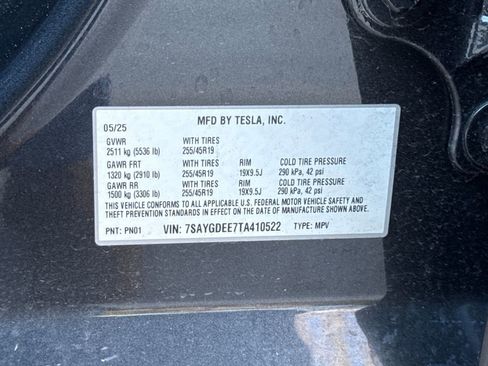 MFD BY TESLA, INC.
05/25
GVWR WITH TIRES
2511 kg (5536 lb) 255/45R19
GAWR FRT WITH TIRES RIM COLD TIRE PRESSURE
1320 kg (2910 lb) 255/45R19 19X9.5J 290 kPa, 42 psi
GAWR RR WITH TIRES RIM COLD TIRE PRESSURE
1500 kg (3306 lb) 255/45R19 19X9.5J 290 kPa, 42 psi
THIS VEHICLE CONFORMS TO ALL APPLICABLE U.S. FEDERAL MOTOR VEHICLE SAFETY AND
THEFT PREVENTION STANDARDS IN EFFECT ON THE DATE OF MANUFACTURE SHOWN ABOVE.
PNT: PN01 VIN: 7SAYGDEE7TA410522 TYPE: MPV